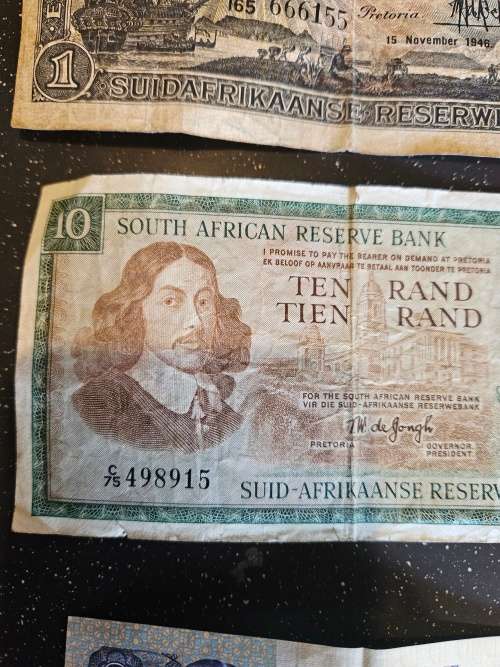 165 666155
Pretoria.
15 November 1946
1
SUIDAFRIKAANSE RESERW
10
SOUTH AFRICAN RESERVE BANK
I PROMISE TO PAY THE BEARER ON DEMAND AT PRETORIA
EK BELOOF OP AANVRAAG TE BETAAL AAN TOONDER TE PRETORIA
TEN RAND
TIEN RAND
FOR THE SOUTH AFRICAN RESERVE BANK
VIR DIE SUID-AFRIKAANSE RESERWEBANK
TW de Jongh
PRETORIA
GOVERNOR
PRESIDENT
C/75 498915
SUID-AFRIKAANSE RESERV